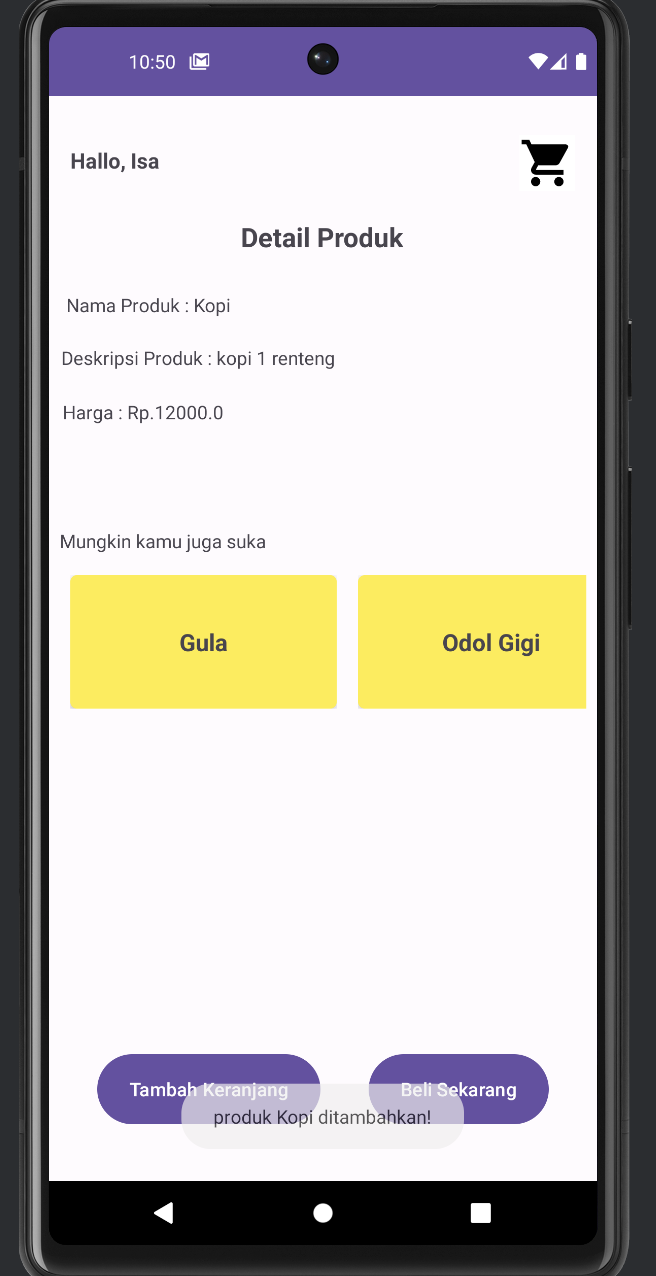 10:50
Hallo, Isa
Detail Produk
Nama Produk : Kopi
Deskripsi Produk : kopi 1 renteng
Harga : Rp.12000.0
Mungkin kamu juga suka
Gula
Odol Gigi
Tambah Keranjang
Beli Sekarang
produk Kopi ditambahkan!